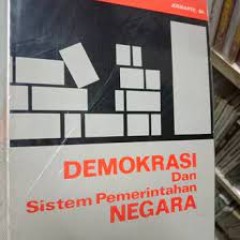 DEMOKRASI
Dan
Sistem Pemerintahan
NEGARA